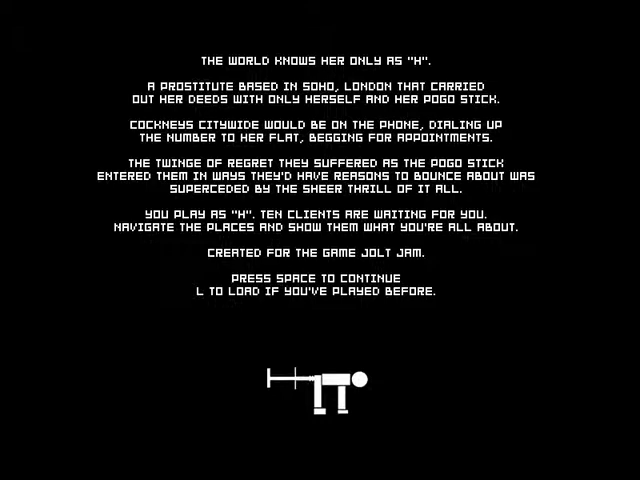 THE WORLD KNOWS HER ONLY AS "H".
A PROSTITUTE BASED IN SOHO, LONDON THAT CARRIED
OUT HER DEEDS WITH ONLY HERSELF AND HER POGO STICK.
COCKNEYS CITYWIDE WOULD BE ON THE PHONE, DIALING UP
THE NUMBER TO HER FLAT, BEGGING FOR APPOINTMENTS.
THE TWINGE OF REGRET THEY SUFFERED AS THE POGO STICK
ENTERED THEM IN WAYS THEY'D HAVE REASONS TO BOUNCE ABOUT WAS
SUPERCEDED BY THE SHEER THRILL OF IT ALL.
YOU PLAY AS "H". TEN CLIENTS ARE WAITING FOR YOU.
NAVIGATE THE PLACES AND SHOW THEM WHAT YOU'RE ALL ABOUT.
CREATED FOR THE GAME JOLT JAM.
PRESS SPACE TO CONTINUE
L TO LOAD IF YOU'VE PLAYED BEFORE.